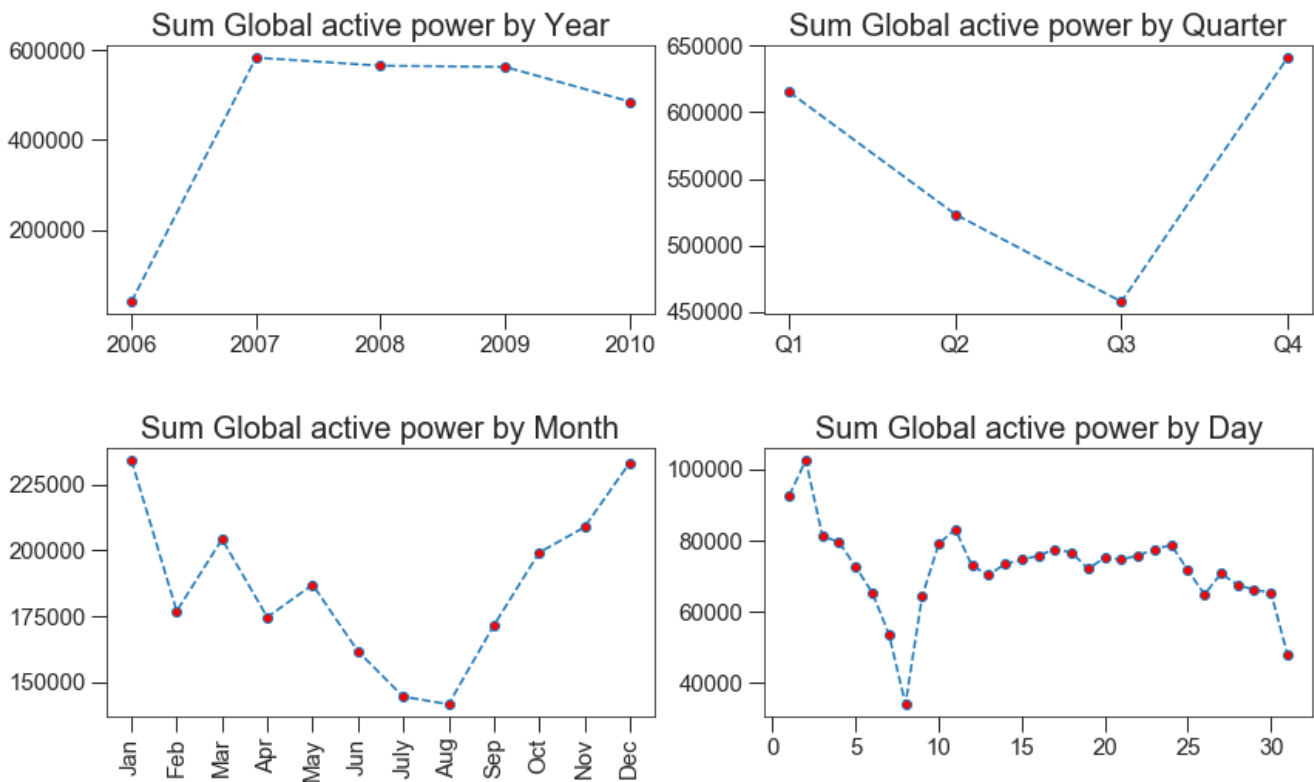 Sum Global active power by Year
600000
400000
200000
2006 2007 2008 2009 2010
Sum Global active power by Quarter
650000
600000
550000
500000
450000
Q1 Q2 Q3 Q4
Sum Global active power by Month
225000
200000
175000
150000
Jan Feb Mar Apr May Jun July Aug Sep Oct Nov Dec
Sum Global active power by Day
100000
80000
60000
40000
0 5 10 15 20 25 30